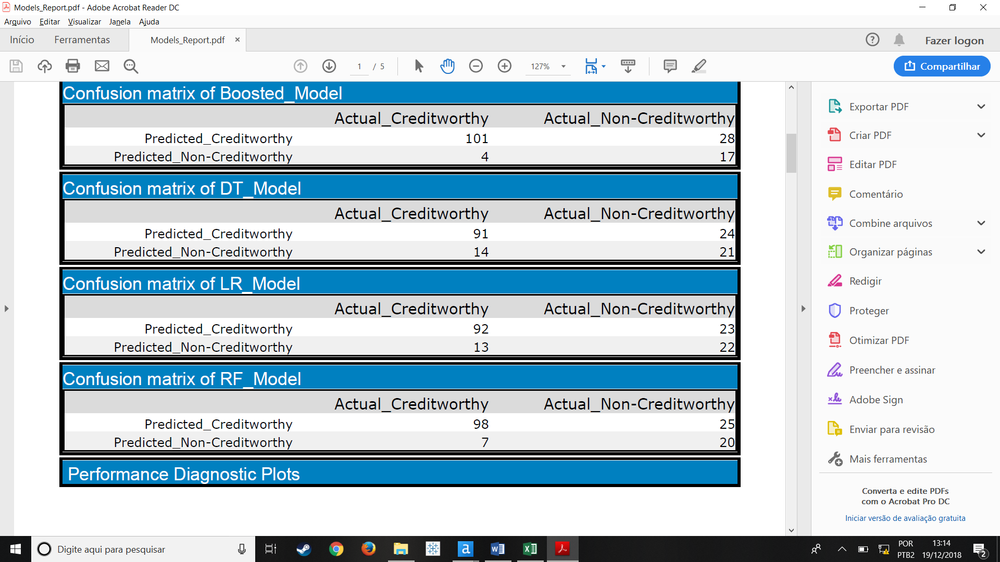 Models_Report.pdf - Adobe Acrobat Reader DC
Arquivo Editar Visualizar Janela Ajuda
Início Ferramentas Models_Report.pdf × ? Fazer logon
1 / 5 127% Compartilhar
Confusion matrix of Boosted_Model
Actual_Creditworthy Actual_Non-Creditworthy
Predicted_Creditworthy 101 28
Predicted_Non-Creditworthy 4 17
Confusion matrix of DT_Model
Actual_Creditworthy Actual_Non-Creditworthy
Predicted_Creditworthy 91 24
Predicted_Non-Creditworthy 14 21
Confusion matrix of LR_Model
Actual_Creditworthy Actual_Non-Creditworthy
Predicted_Creditworthy 92 23
Predicted_Non-Creditworthy 13 22
Confusion matrix of RF_Model
Actual_Creditworthy Actual_Non-Creditworthy
Predicted_Creditworthy 98 25
Predicted_Non-Creditworthy 7 20
Performance Diagnostic Plots
Exportar PDF
Criar PDF
Editar PDF
Comentário
Combine arquivos
Organizar páginas
Redigir
Proteger
Otimizar PDF
Preencher e assinar
Adobe Sign
Enviar para revisão
Mais ferramentas
Converta e edite PDFs
com o Acrobat Pro DC
Iniciar versão de avaliação gratuita
Digite aqui para pesquisar
a
POR 13:14
PTB2 19/12/2018
2